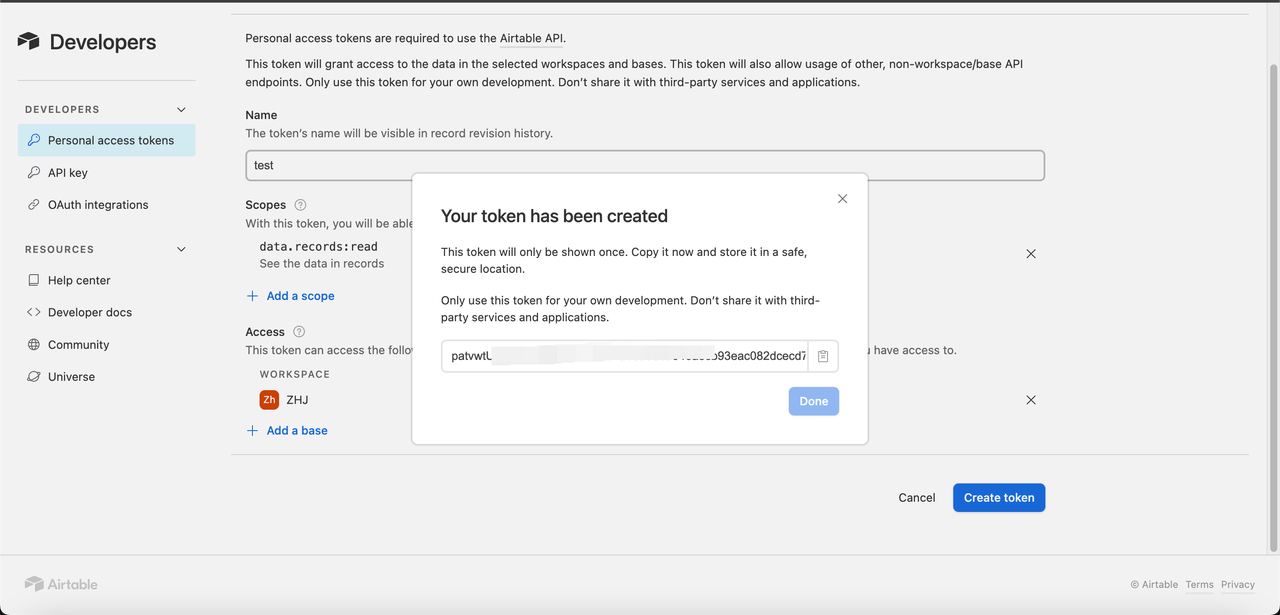 Developers
DEVELOPERS
Personal access tokens
API key
OAuth integrations
RESOURCES
Help center
Developer docs
Community
Universe
Personal access tokens are required to use the Airtable API.
This token will grant access to the data in the selected workspaces and bases. This token will also allow usage of other, non-workspace/base API
endpoints. Only use this token for your own development. Don’t share it with third-party services and applications.
Name
The token’s name will be visible in record revision history.
test
Scopes
With this token, you will be able
data.records:read
See the data in records
Add a scope
Access
This token can access the follo
have access to.
WORKSPACE
Zh ZHJ
Add a base
Your token has been created
This token will only be shown once. Copy it now and store it in a safe,
secure location.
Only use this token for your own development. Don’t share it with third-
party services and applications.
patvwtU b93eac082dcecd7
Done
Cancel
Create token
Airtable
© Airtable Terms Privacy